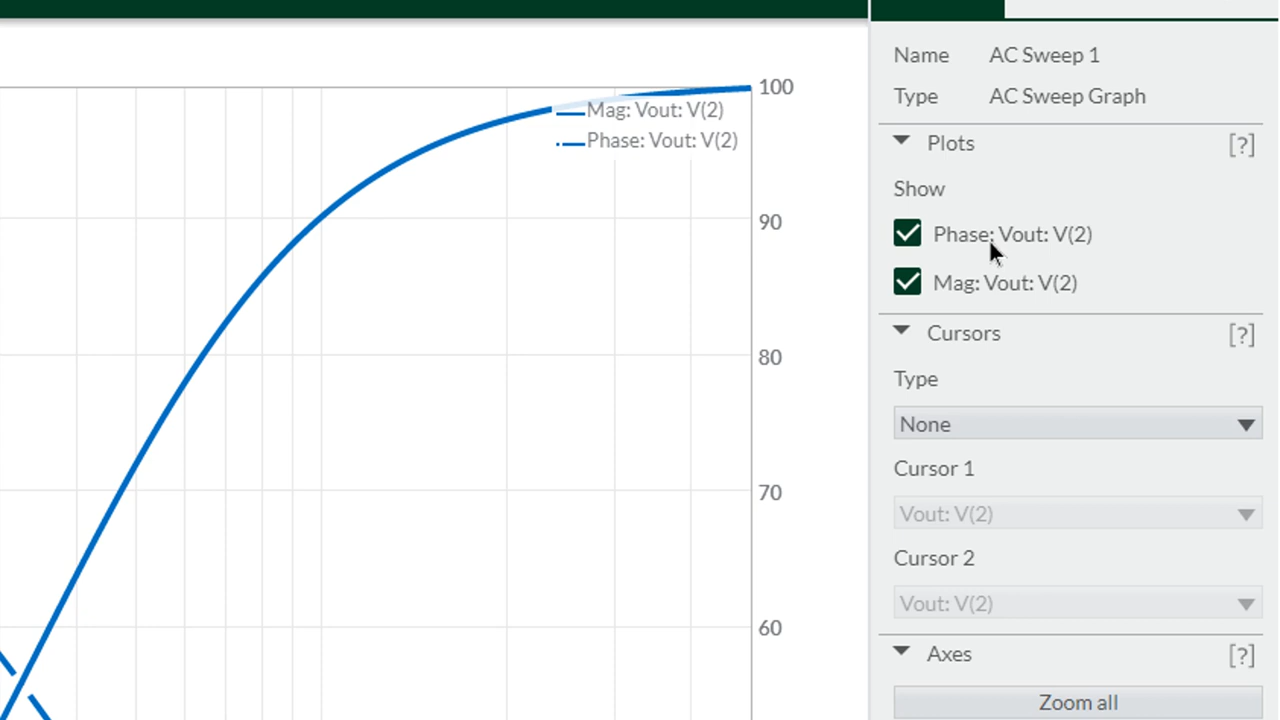 100
Mag: Vout: V(2)
Phase: Vout: V(2)
90
80
70
60
Name AC Sweep 1
Type AC Sweep Graph
Plots [?]
Show
Phase: Vout: V(2)
Mag: Vout: V(2)
Cursors [?]
Type
None
Cursor 1
Vout: V(2)
Cursor 2
Vout: V(2)
Axes [?]
Zoom all